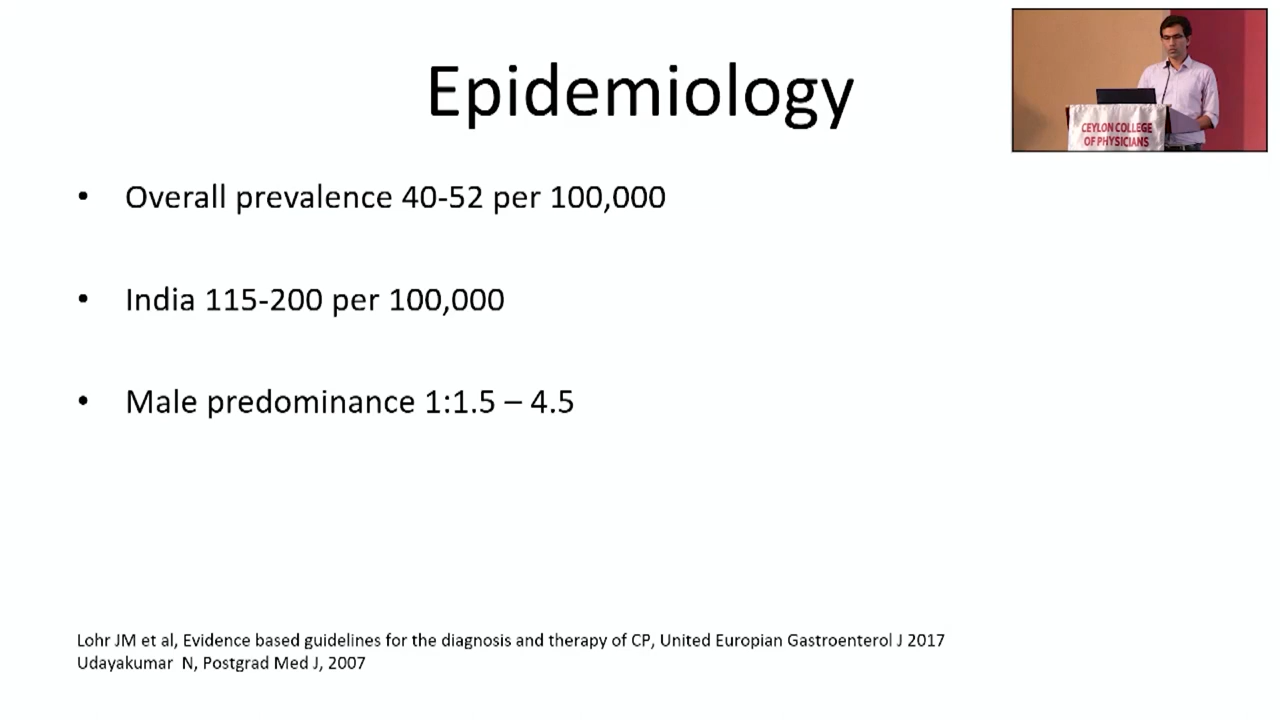 Epidemiology
CEYLON COLLEGE
OF PHYSICIANS
• Overall prevalence 40-52 per 100,000
• India 115-200 per 100,000
• Male predominance 1:1.5 – 4.5
Lohr JM et al, Evidence based guidelines for the diagnosis and therapy of CP, United Europian Gastroenterol J 2017
Udayakumar N, Postgrad Med J, 2007